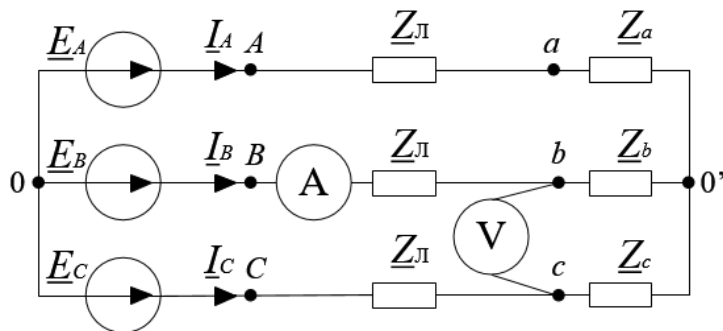 E_A I_A A Z_Л a Z_a
E_B I_B B A Z_Л b Z_b
0 0'
V
E_C I_C C Z_Л c Z_c